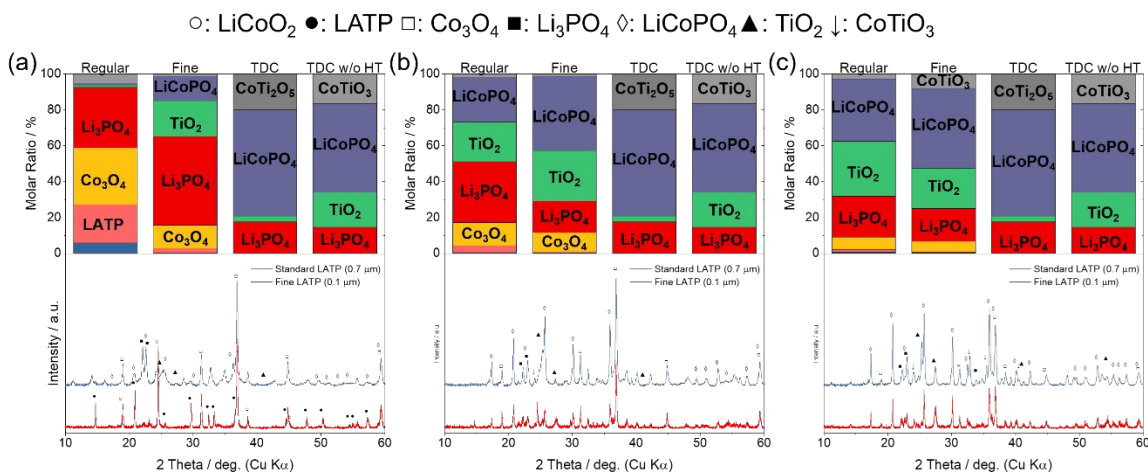 ○: LiCoO2 ●: LATP □: Co3O4 ■: Li3PO4 ◊: LiCoPO4 ▲: TiO2 ↓: CoTiO3
(a) Regular Fine TDC TDC w/o HT
Molar Ratio / %
100
80
60
40
20
0
Li3PO4
Co3O4
LATP
LiCoPO4
TiO2
Li3PO4
Co3O4
CoTi2O5
LiCoPO4
Li3PO4
CoTiO3
LiCoPO4
TiO2
Li3PO4
Intensity / a.u.
Standard LATP (0.7 μm)
Fine LATP (0.1 μm)
10 20 30 40 50 60
2 Theta / deg. (Cu Kα)
(b) Regular Fine TDC TDC w/o HT
Molar Ratio / %
100
80
60
40
20
0
LiCoPO4
TiO2
Li3PO4
Co3O4
LiCoPO4
TiO2
Li3PO4
Co3O4
CoTi2O5
LiCoPO4
Li3PO4
CoTiO3
LiCoPO4
TiO2
Li3PO4
Intensity / a.u
Standard LATP (0.7 μm)
Fine LATP (0.1 μm)
10 20 30 40 50 60
2 Theta / deg. (Cu Kα)
(c) Regular Fine TDC TDC w/o HT
Molar Ratio / %
100
80
60
40
20
0
LiCoPO4
TiO2
Li3PO4
CoTiO3
LiCoPO4
TiO2
Li3PO4
CoTi2O5
LiCoPO4
Li3PO4
CoTiO3
LiCoPO4
TiO2
Li3PO4
Intensity / a.u.
Standard LATP (0.7 μm)
Fine LATP (0.1 μm)
10 20 30 40 50 60
2 Theta / deg. (Cu Kα)